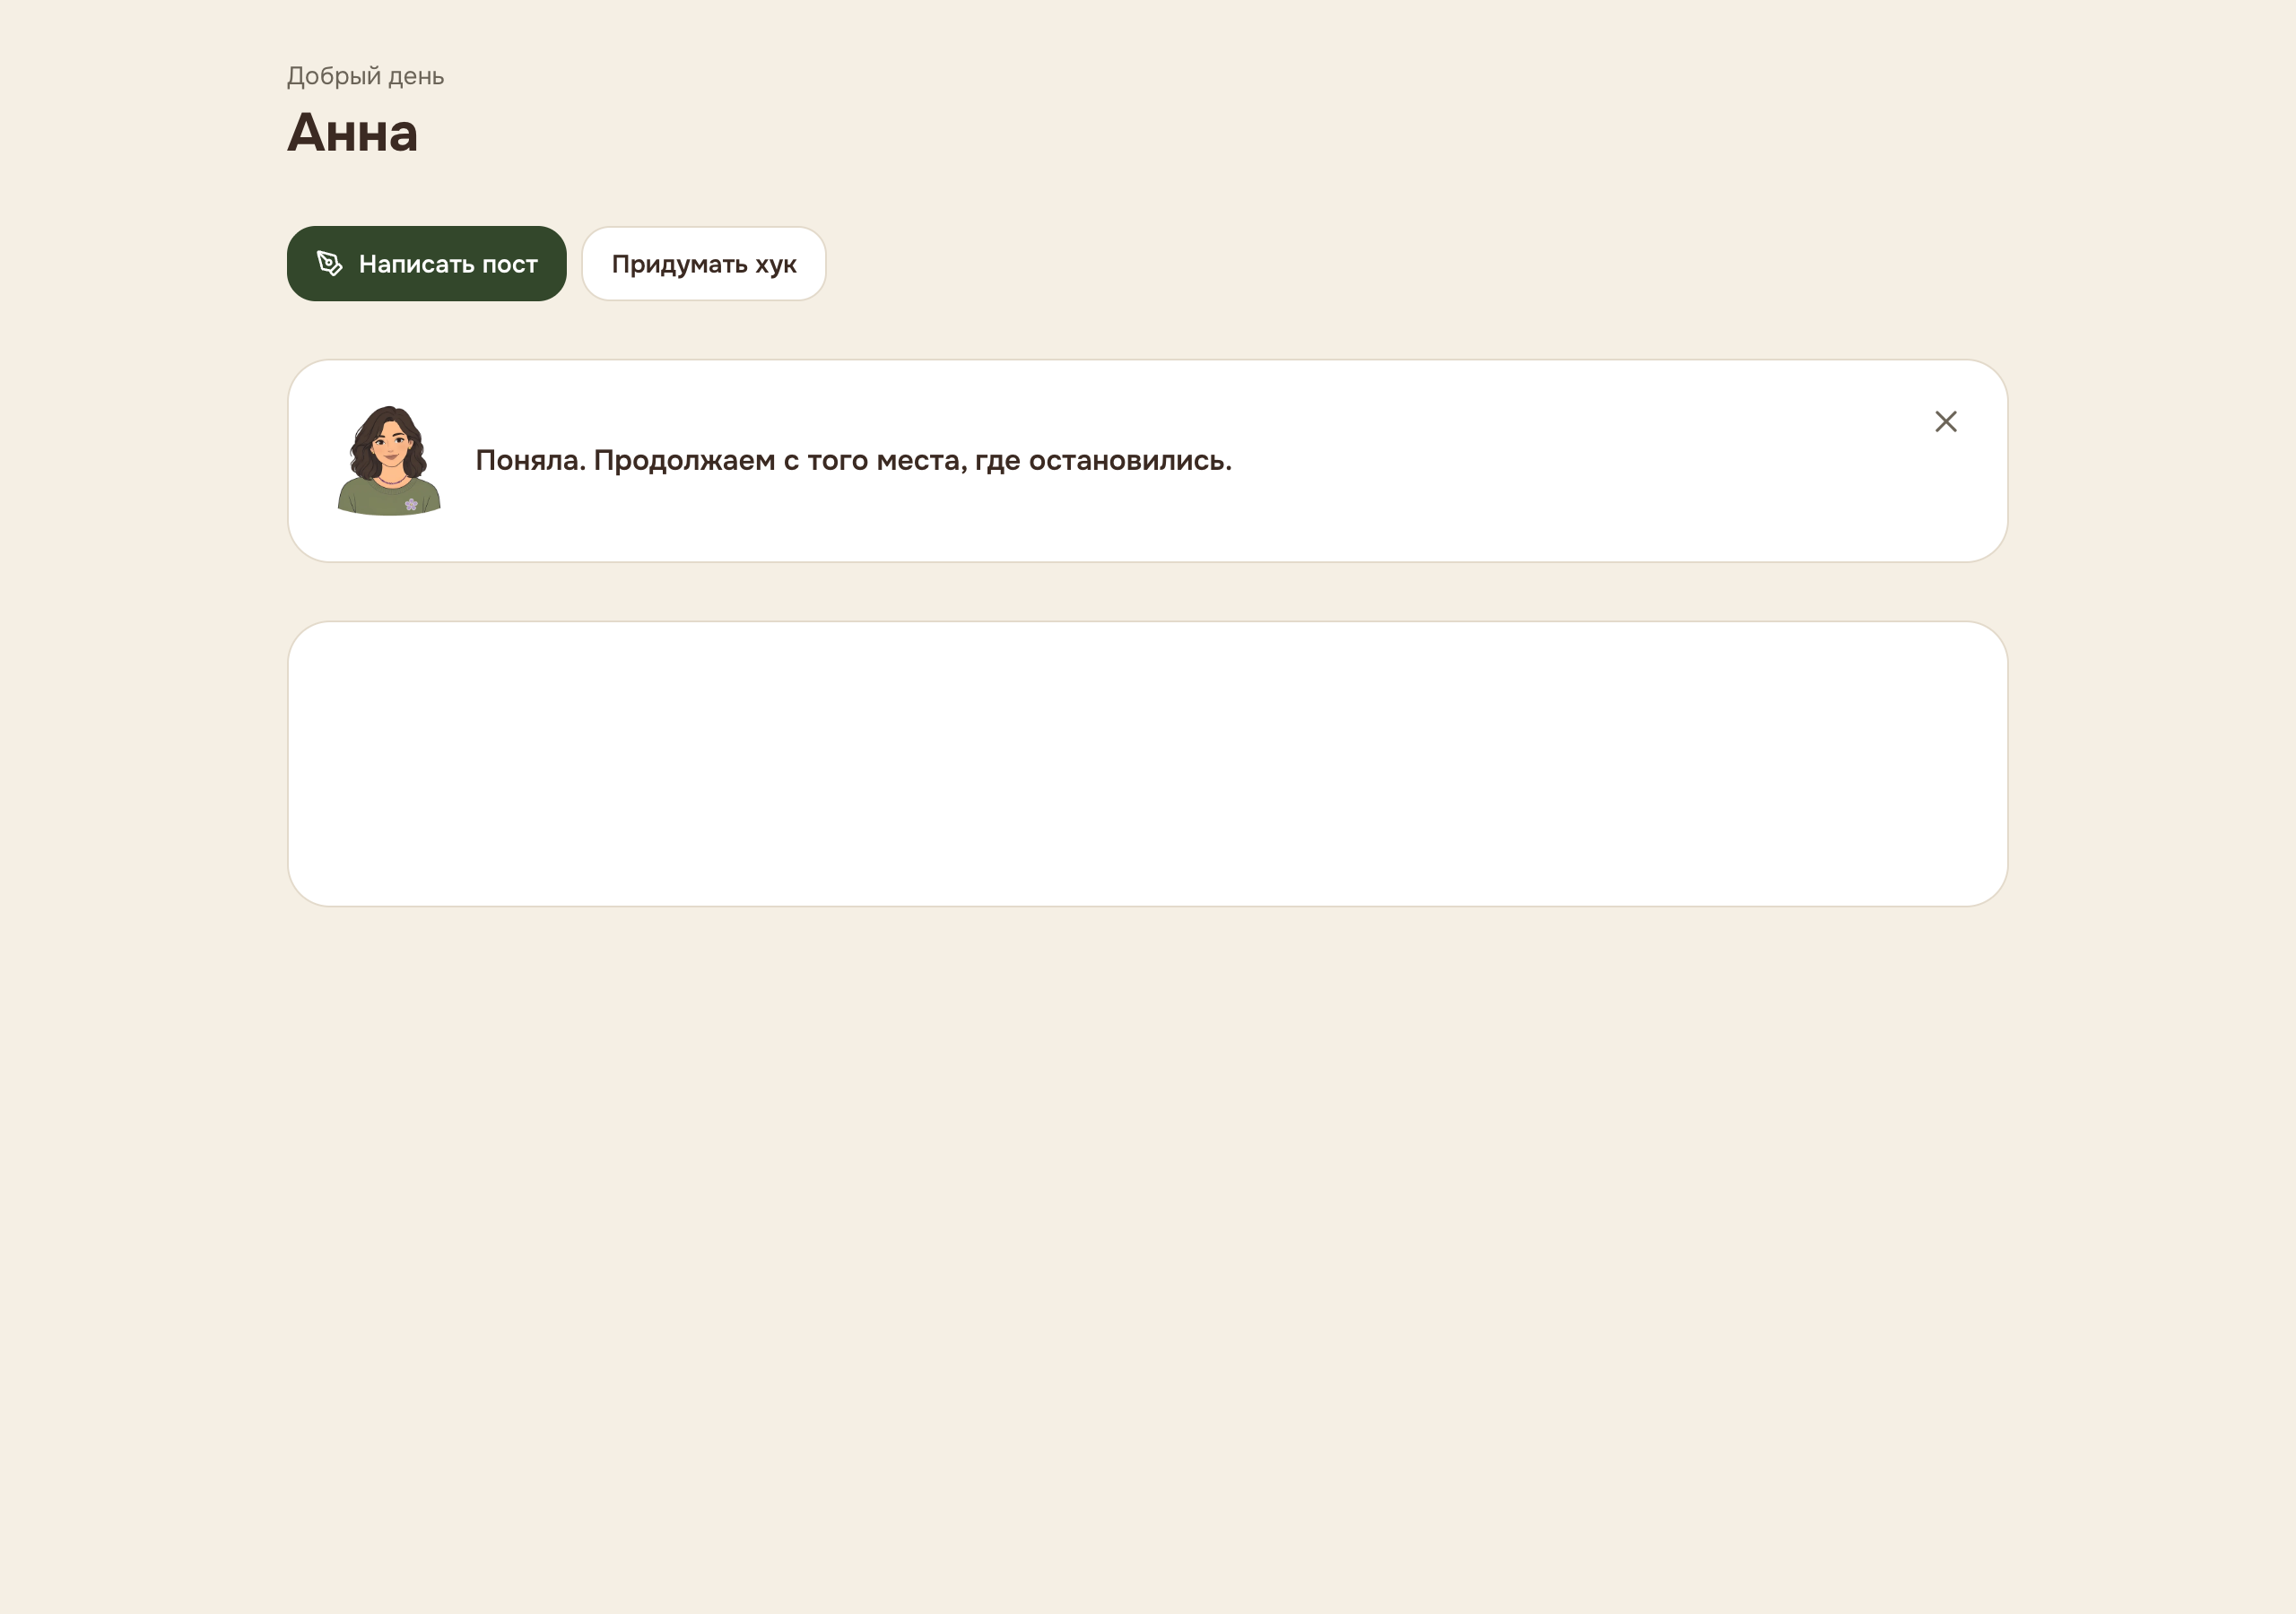 Добрый день
Анна
Написать пост
Придумать хук
Поняла. Продолжаем с того места, где остановились.